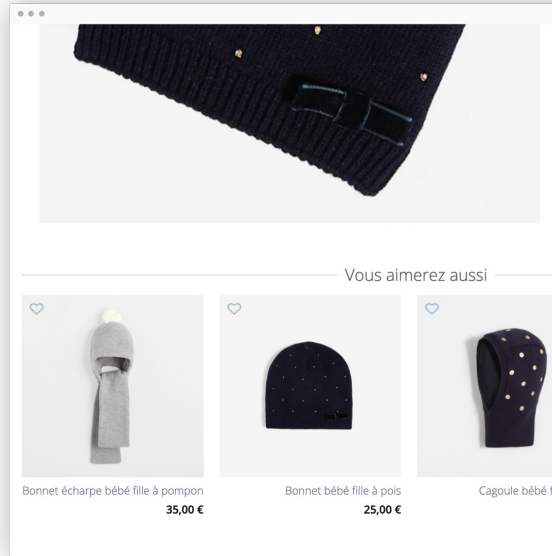 Vous aimerez aussi
Bonnet écharpe bébé fille à pompon
35,00 €
Bonnet bébé fille à pois
25,00 €
Cagoule bébé